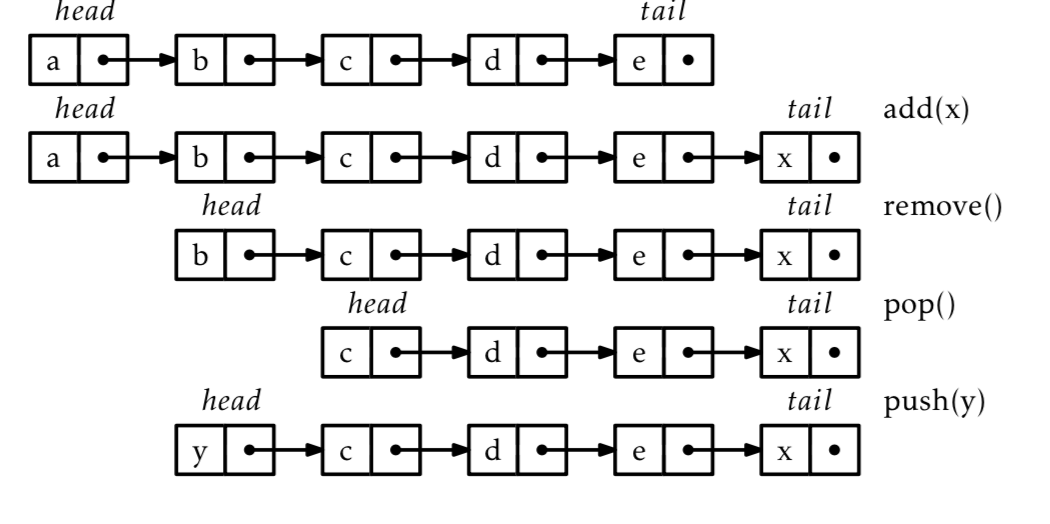 head tail
a b c d e
head tail add(x)
a b c d e x
head tail remove()
b c d e x
head tail pop()
c d e x
head tail push(y)
y c d e x